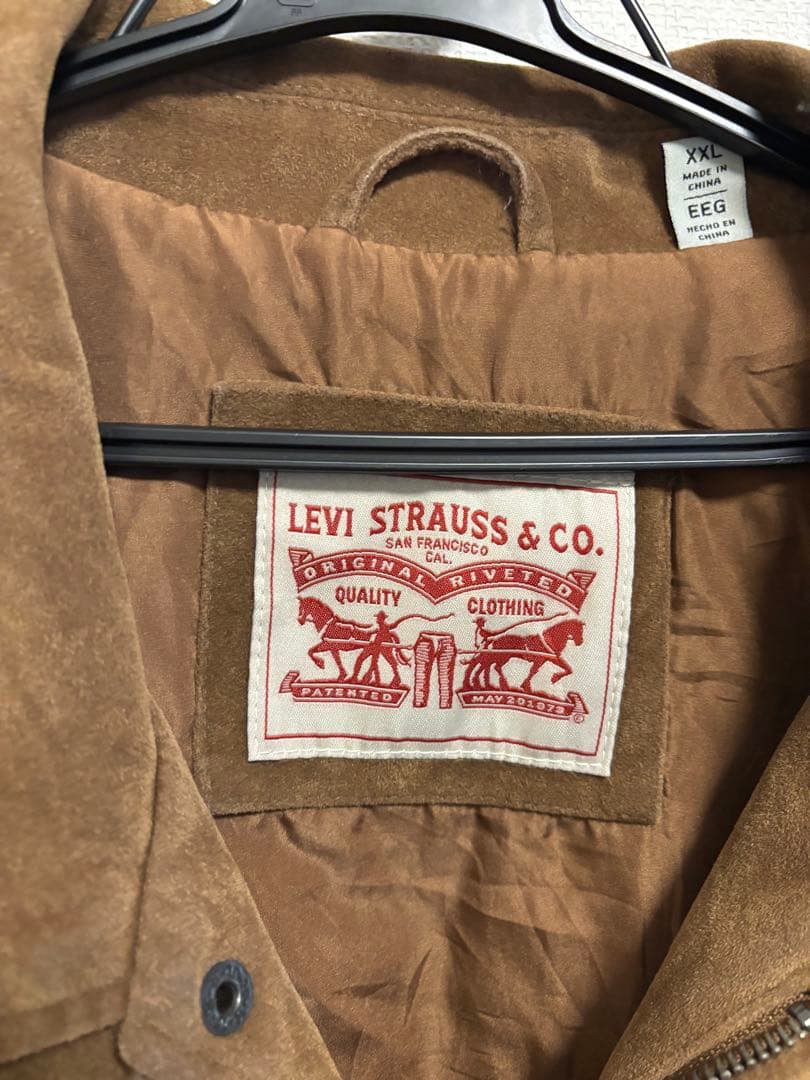 XXL
MADE IN
CHINA
EEG
HECHO EN
CHINA
LEVI STRAUSS & CO.
SAN FRANCISCO
CAL.
ORIGINAL RIVETED
QUALITY CLOTHING
PATENTED MAY 20 1873